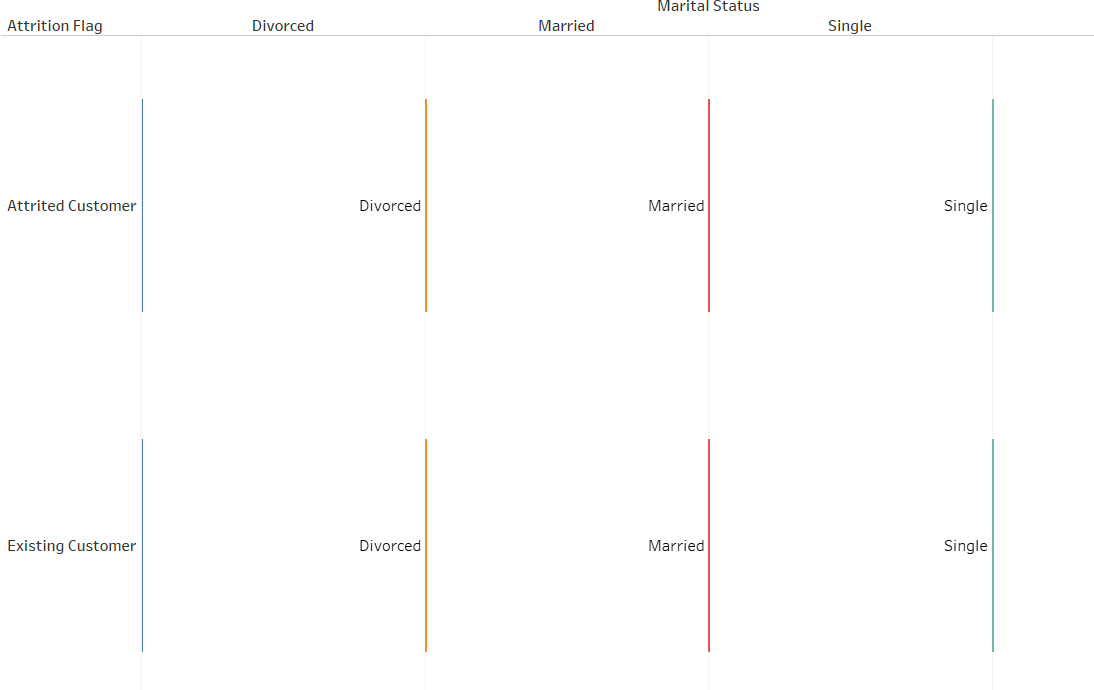 Marital Status
Attrition Flag Divorced Married Single
Attrited Customer Divorced Married Single
Existing Customer Divorced Married Single